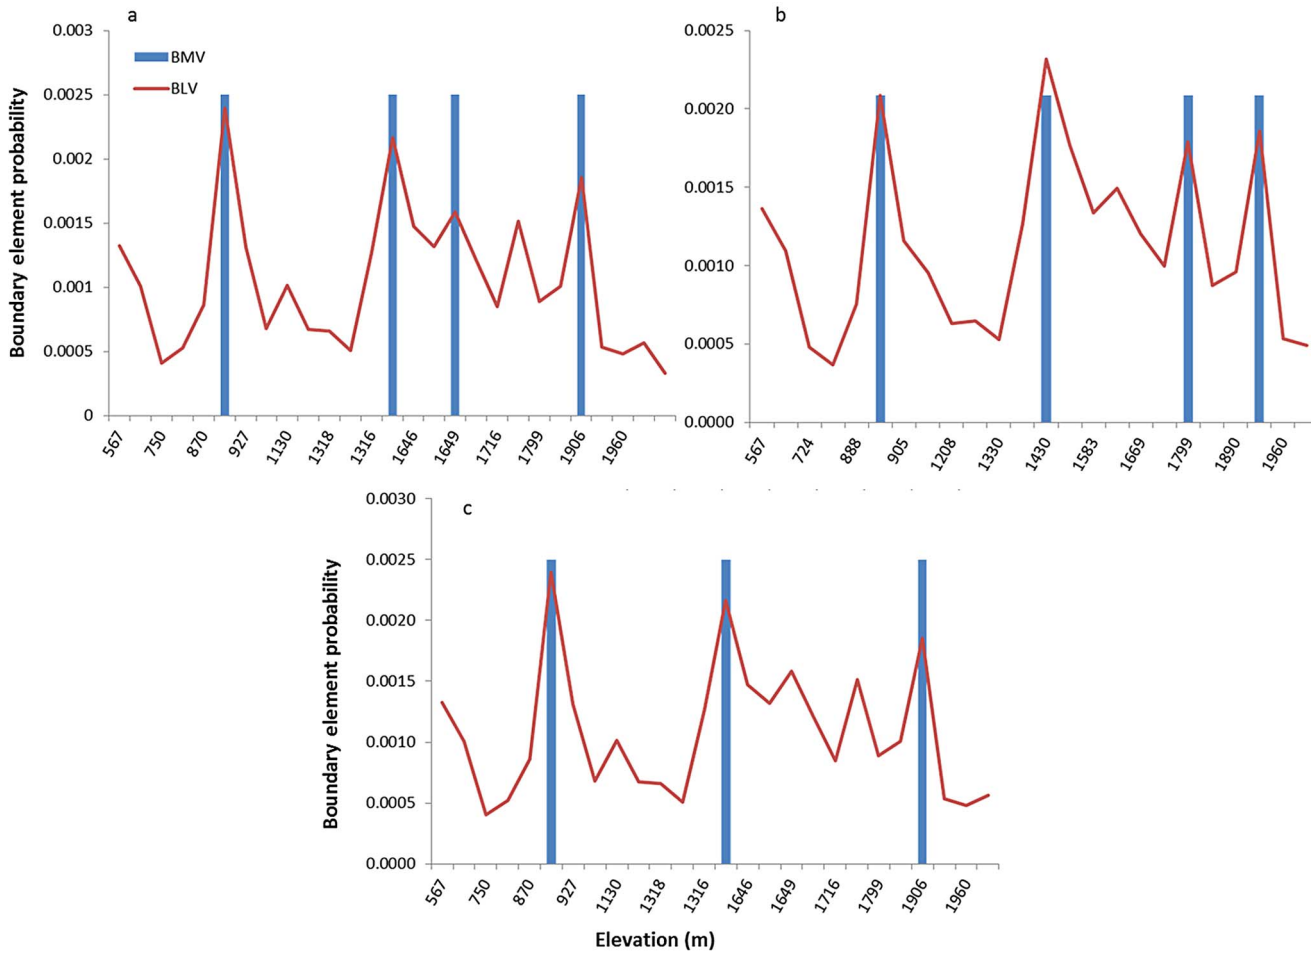 a
0.003
0.0025
0.002
0.0015
0.001
0.0005
0
Boundary element probability
BMV
BLV
567 750 870 927 1130 1318 1316 1646 1649 1716 1799 1906 1960
b
0.0025
0.0020
0.0015
0.0010
0.0005
0.0000
567 724 888 905 1208 1330 1430 1583 1669 1799 1890 1960
c
0.0030
0.0025
0.0020
0.0015
0.0010
0.0005
0.0000
Boundary element probability
567 750 870 927 1130 1318 1316 1646 1649 1716 1799 1906 1960
Elevation (m)